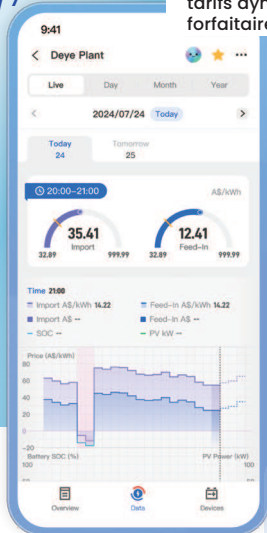 tarifs dyn
forfaitaire
9:41
Deye Plant
Live Day Month Year
2024/07/24 Today
Today Tomorrow
24 25
20:00-21:00 A$/kWh
35.41 12.41
Import Feed-In
32.89 999.99 32.89 999.99
Time 21:00
Import A$/kWh 14.22 Feed-In A$/kWh 14.22
Import A$ -- Feed-In A$ --
SOC -- PV kW --
Price (A$/kWh)
80
60
40
20
0
-20
Battery SOC (%) PV Power (kW)
100 100
Overview Data Devices